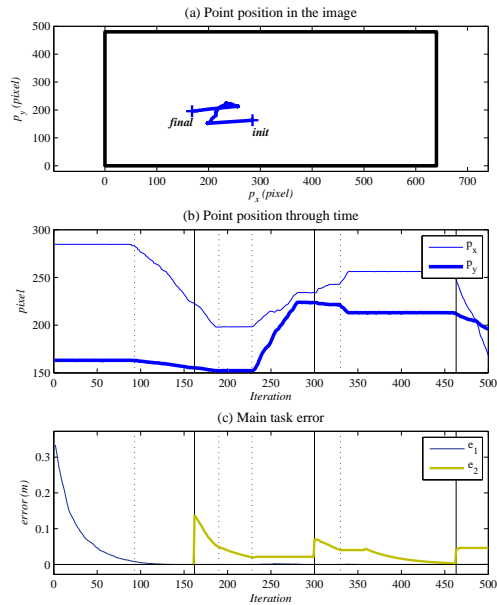 (a) Point position in the image
500
400
300
200
100
0
p_y (pixel)
final
init
0 100 200 300 400 500 600 700
p_x (pixel)
(b) Point position through time
300
250
200
150
pixel
p_x
p_y
0 50 100 150 200 250 300 350 400 450 500
Iteration
(c) Main task error
0.3
0.2
0.1
0
error (m)
e_1
e_2
0 50 100 150 200 250 300 350 400 450 500
Iteration